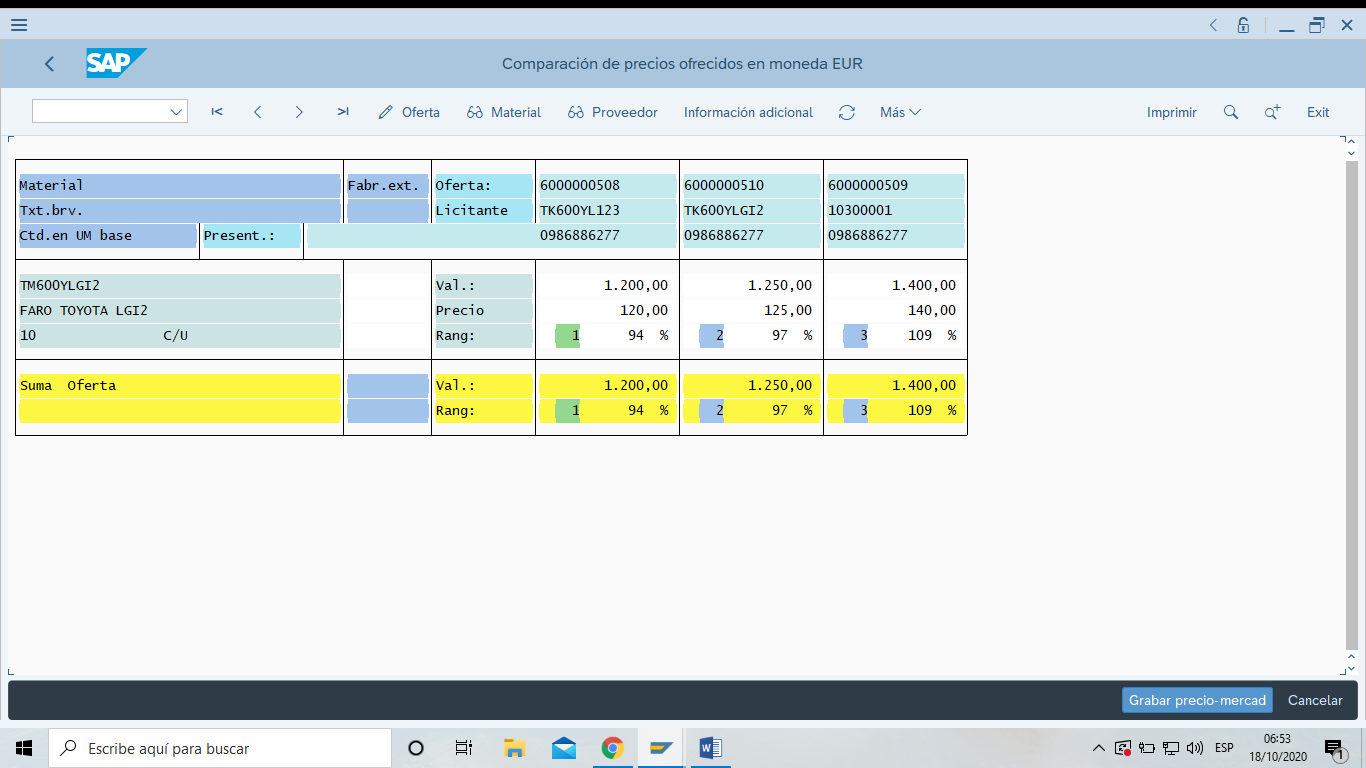 SAP
Comparación de precios ofrecidos en moneda EUR
Oferta Material Proveedor Información adicional Más Imprimir Exit
Material Fabr.ext. Oferta: 6000000508 6000000510 6000000509
Txt.brv. Licitante TK600YL123 TK600YLGI2 10300001
Ctd.en UM base Present.: 0986886277 0986886277 0986886277
TM600YLGI2 Val.: 1.200,00 1.250,00 1.400,00
FARO TOYOTA LGI2 Precio 120,00 125,00 140,00
10 C/U Rang: 1 94 % 2 97 % 3 109 %
Suma Oferta Val.: 1.200,00 1.250,00 1.400,00
Rang: 1 94 % 2 97 % 3 109 %
Grabar precio-mercad Cancelar
Escribe aquí para buscar
ESP
06:53
18/10/2020
1